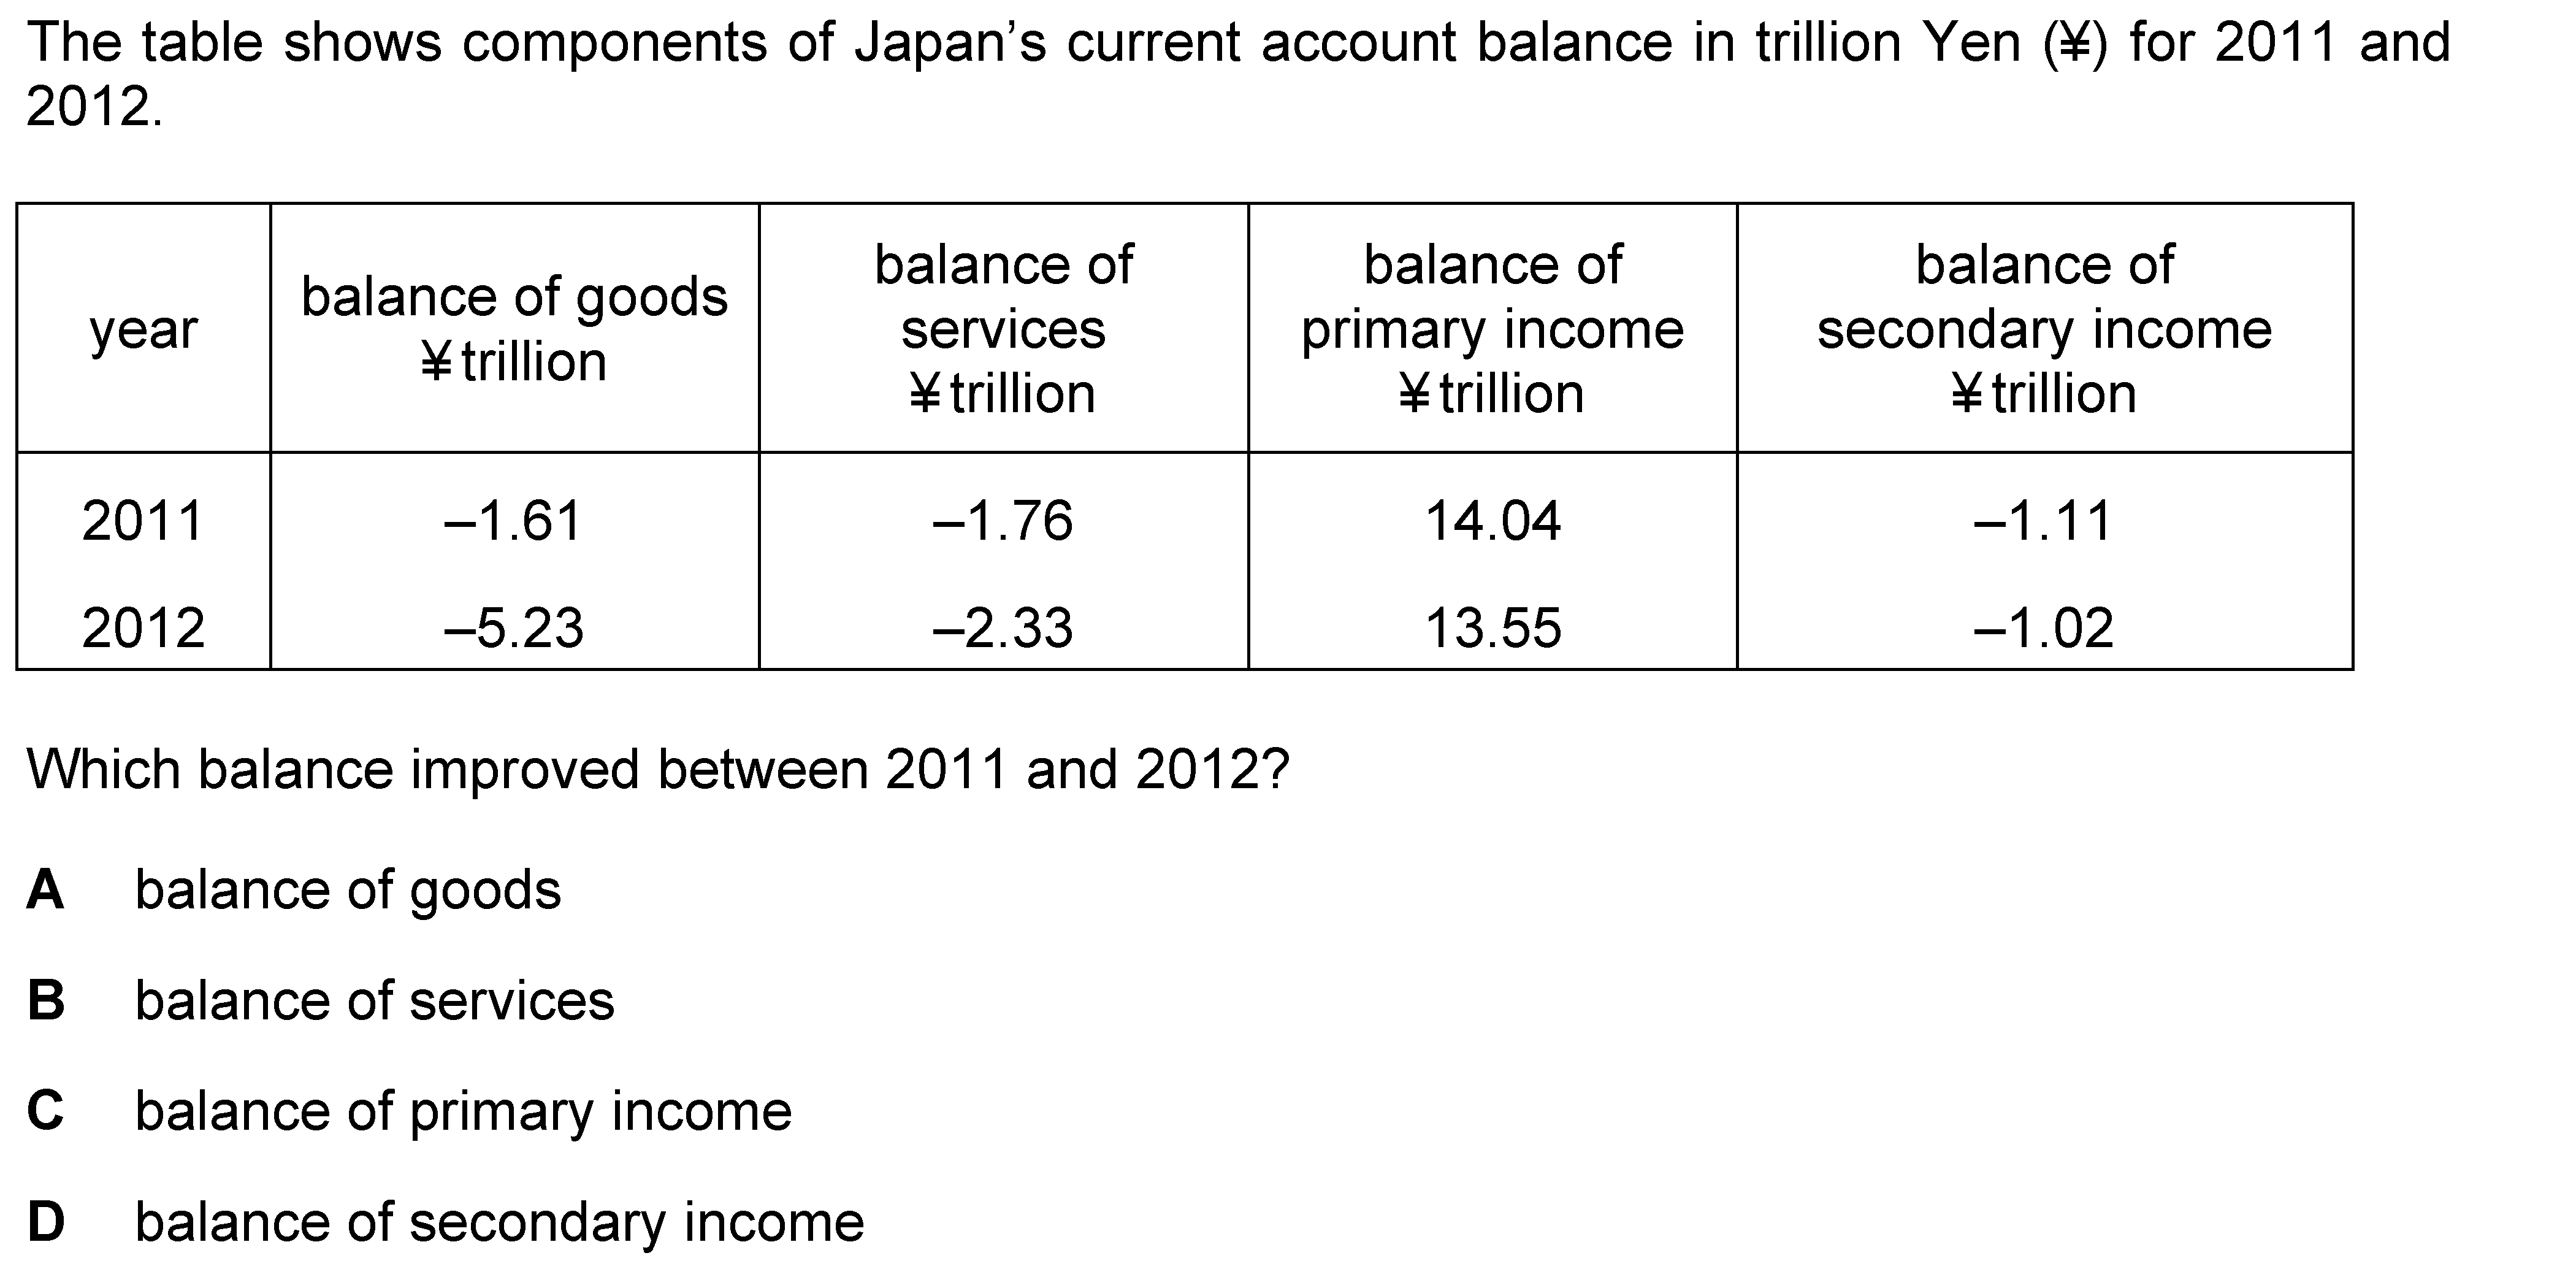 The table shows components of Japan’s current account balance in trillion Yen (¥) for 2011 and
2012.
year
balance of goods
¥ trillion
balance of
services
¥ trillion
balance of
primary income
¥ trillion
balance of
secondary income
¥ trillion
2011 –1.61 –1.76 14.04 –1.11
2012 –5.23 –2.33 13.55 –1.02
Which balance improved between 2011 and 2012?
A balance of goods
B balance of services
C balance of primary income
D balance of secondary income